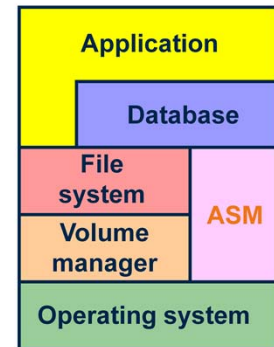 Application
Database
File
system
ASM
Volume
manager
Operating system